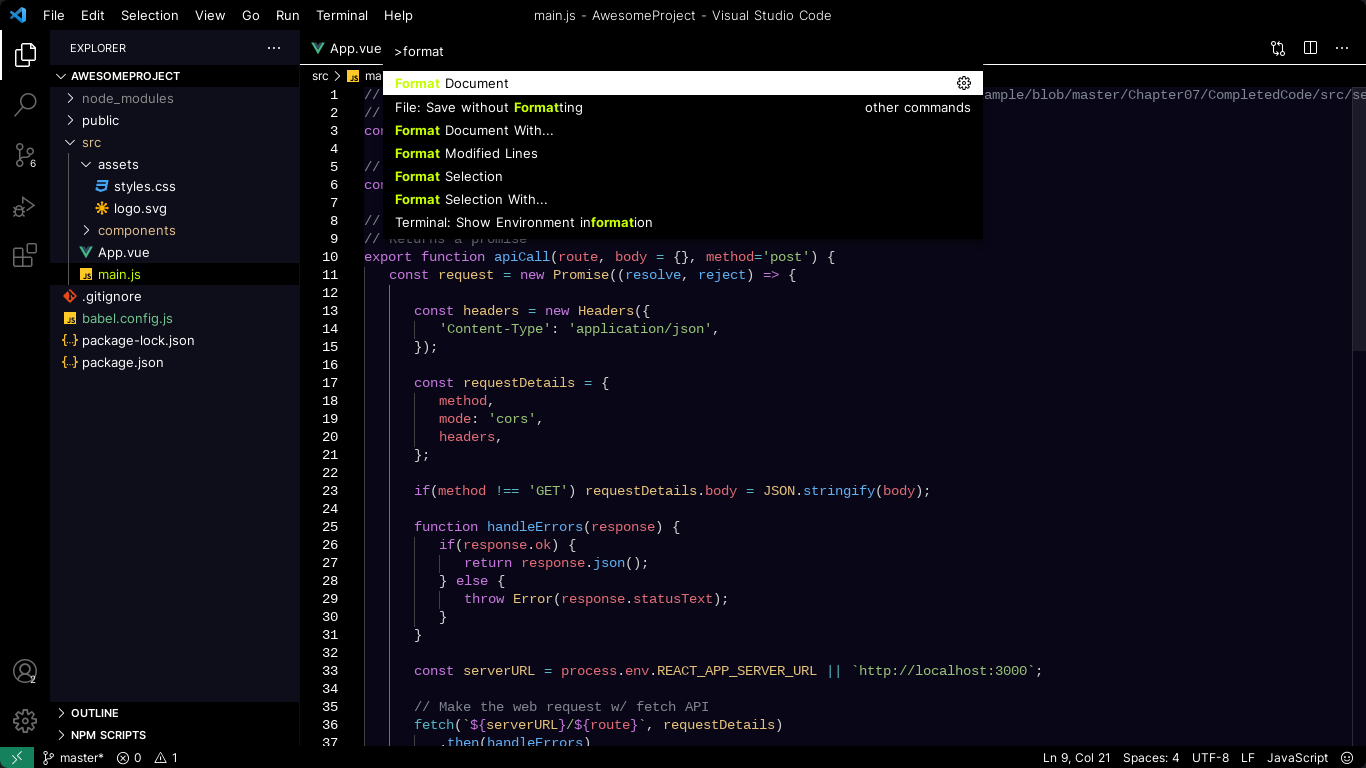 File Edit Selection View Go Run Terminal Help
main.js - AwesomeProject - Visual Studio Code
EXPLORER
AWESOMEPROJECT
node_modules
public
src
assets
styles.css
logo.svg
components
App.vue
main.js
.gitignore
babel.config.js
package-lock.json
package.json
OUTLINE
NPM SCRIPTS
6
2
App.vue
>format
src
JS
Format Document
File: Save without Formatting other commands
Format Document With...
Format Modified Lines
Format Selection
Format Selection With...
Terminal: Show Environment information
1 // ample/blob/master/Chapter07/CompletedCode/src/se
2 //
3
4
5 //
6
7
8 //
9 // Returns a promise
10 export function apiCall(route, body = {}, method='post') {
11 const request = new Promise((resolve, reject) => {
12
13 const headers = new Headers({
14 'Content-Type': 'application/json',
15 });
16
17 const requestDetails = {
18 method,
19 mode: 'cors',
20 headers,
21 };
22
23 if(method !== 'GET') requestDetails.body = JSON.stringify(body);
24
25 function handleErrors(response) {
26 if(response.ok) {
27 return response.json();
28 } else {
29 throw Error(response.statusText);
30 }
31 }
32
33 const serverURL = process.env.REACT_APP_SERVER_URL || `http://localhost:3000`;
34
35 // Make the web request w/ fetch API
36 fetch(`${serverURL}/${route}`, requestDetails)
37 .then(handleErrors)
master* 0 1
Ln 9, Col 21 Spaces: 4 UTF-8 LF JavaScript